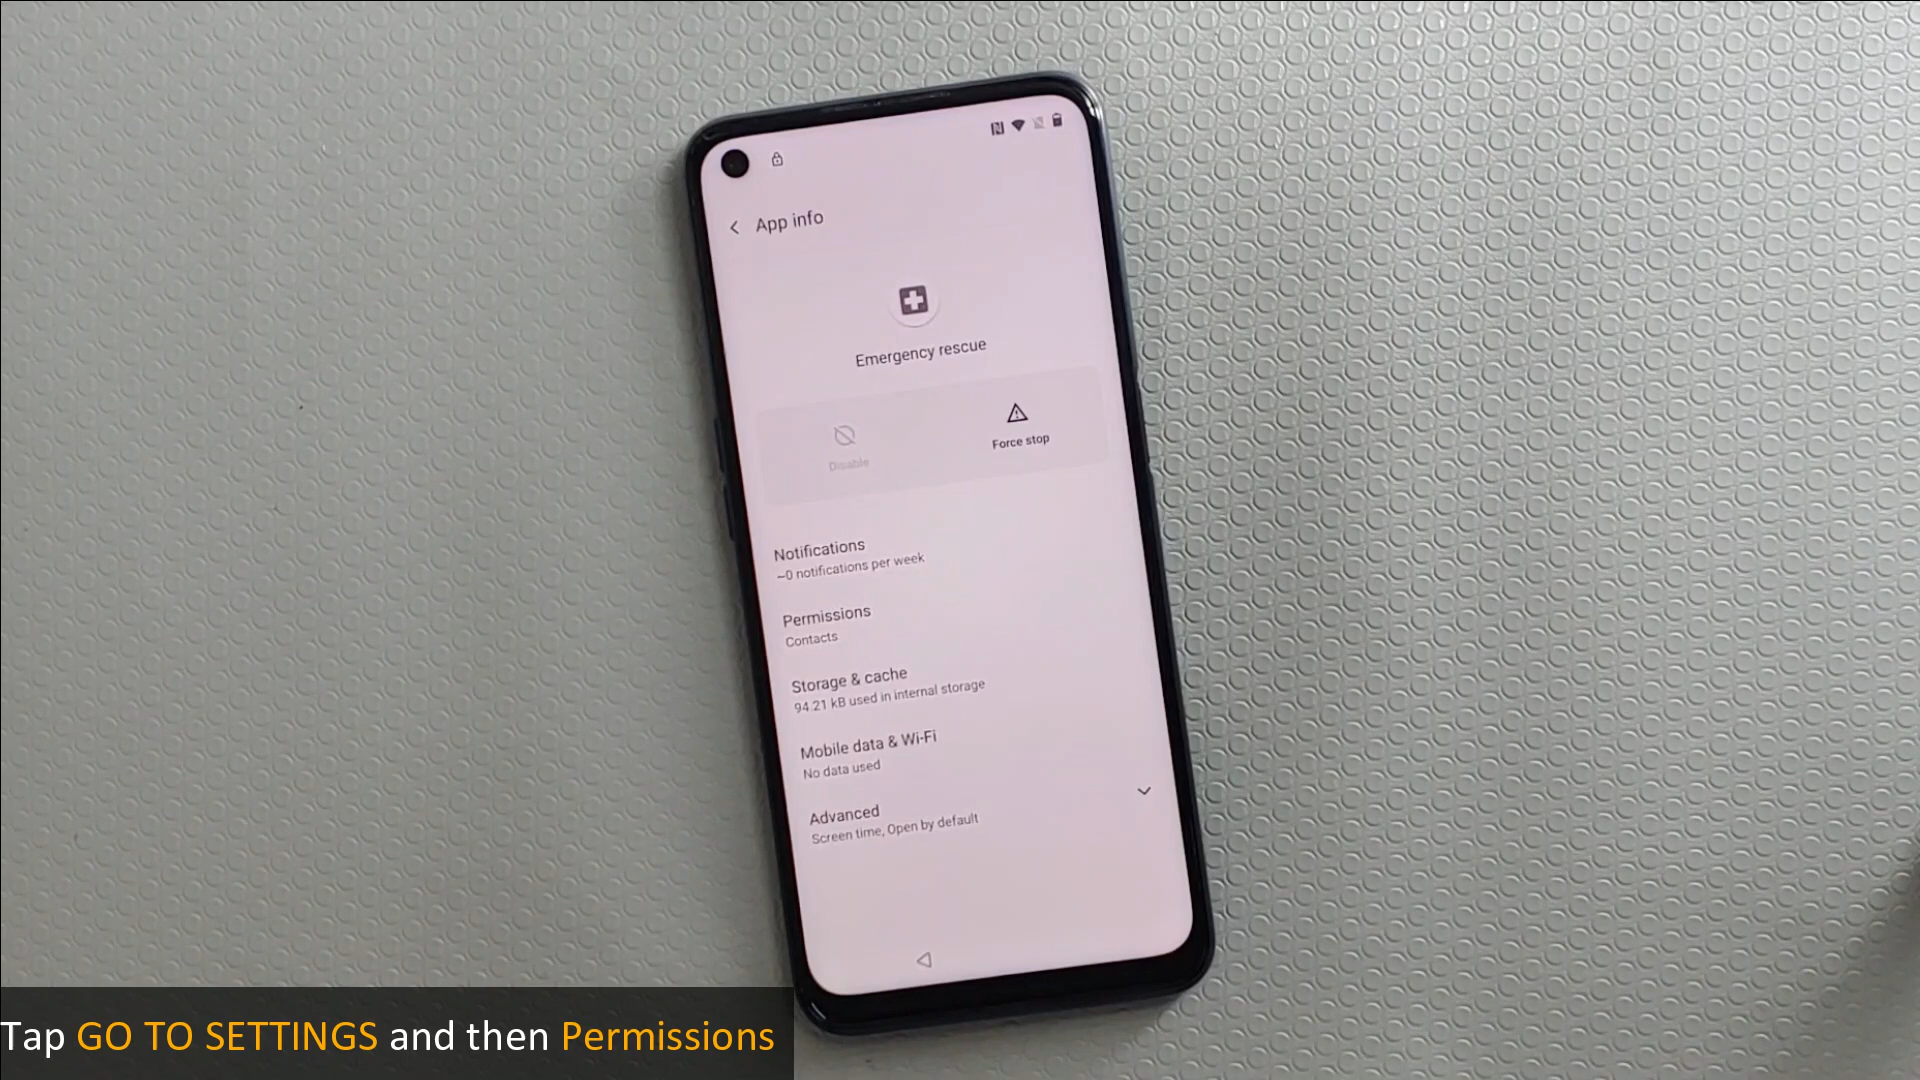 App info
Emergency rescue
Disable
Force stop
Notifications
~0 notifications per week
Permissions
Contacts
Storage & cache
94.21 kB used in internal storage
Mobile data & Wi-Fi
No data used
Advanced
Screen time, Open by default
Tap GO TO SETTINGS and then Permissions